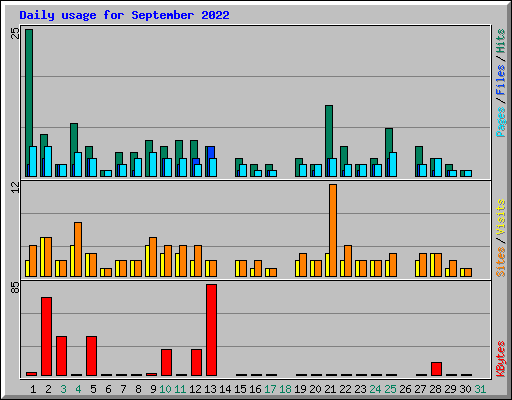 Daily usage for September 2022
25
Pages / Files / Hits
12
Sites / Visits
85
KBytes
1 2 3 4 5 6 7 8 9 10 11 12 13 14 15 16 17 18 19 20 21 22 23 24 25 26 27 28 29 30 31